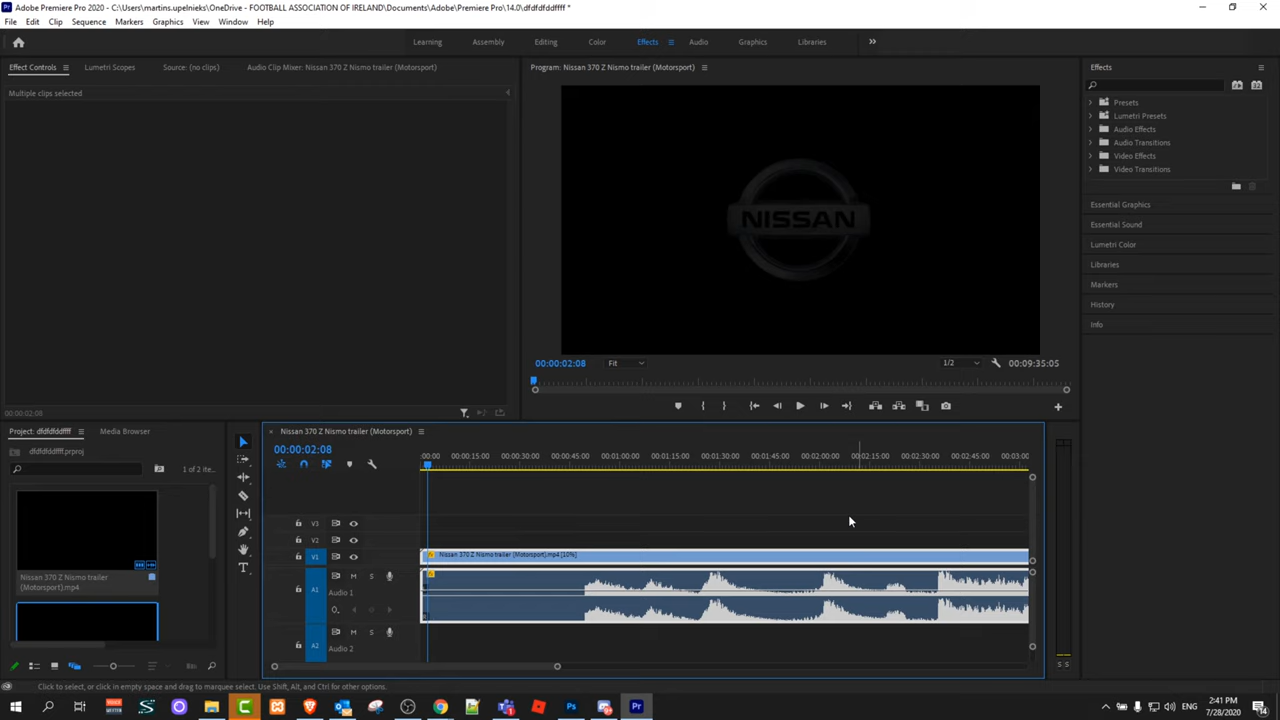 Adobe Premiere Pro 2020 - C:\Users\martins.upelnieks\OneDrive - FOOTBALL ASSOCIATION OF IRELAND\Documents\Adobe\Premiere Pro\14.0\dfdfdfddffff *
File Edit Clip Sequence Markers Graphics View Window Help
Learning Assembly Editing Color Effects Audio Graphics Libraries
Effect Controls Lumetri Scopes Source: (no clips) Audio Clip Mixer: Nissan 370 Z Nismo trailer (Motorsport)
Program: Nissan 370 Z Nismo trailer (Motorsport)
Effects
Multiple clips selected
Presets
Lumetri Presets
Audio Effects
Audio Transitions
Video Effects
Video Transitions
Essential Graphics
Essential Sound
Lumetri Color
Libraries
Markers
History
Info
NISSAN
00:00:02:08 Fit 1/2 00:09:35:05
00:00:02:08
Project: dfdfdfddffff Media Browser
dfdfdfddffff.prproj
1 of 2 ite...
Nissan 370 Z Nismo trailer
(Motorsport).mp4
Nissan 370 Z Nismo trailer (Motorsport)
00:00:02:08
:00:00 00:00:15:00 00:00:30:00 00:00:45:00 00:01:00:00 00:01:15:00 00:01:30:00 00:01:45:00 00:02:00:00 00:02:15:00 00:02:30:00 00:02:45:00 00:03:00
V3
V2
V1 Nissan 370 Z Nismo trailer (Motorsport).mp4 [10%]
A1 M S
Audio 1
A2 M S
Audio 2
S S
Click to select, or click in empty space and drag to marquee select. Use Shift, Alt, and Ctrl for other options.
2:41 PM
7/28/2020
14